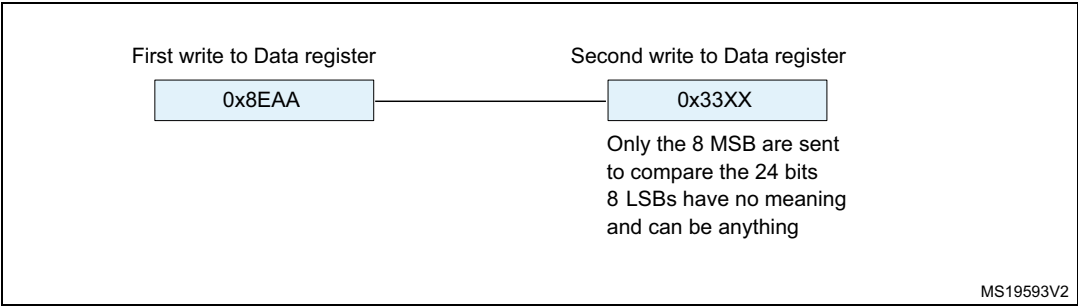 First write to Data register
Second write to Data register
0x8EAA
0x33XX
Only the 8 MSB are sent
to compare the 24 bits
8 LSBs have no meaning
and can be anything
MS19593V2